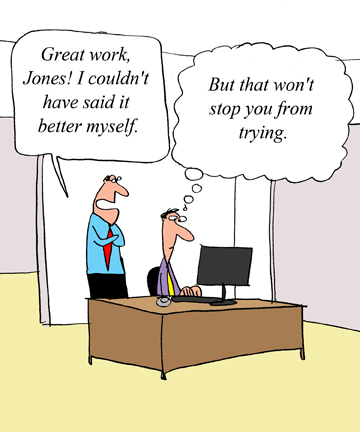 Great work,
Jones! I couldn't
have said it
better myself.
But that won't
stop you from
trying.